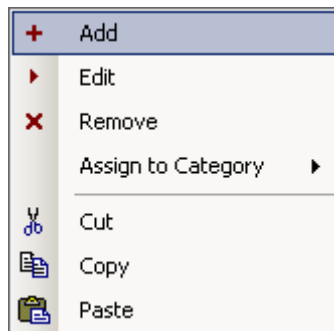 Add
Edit
Remove
Assign to Category
Cut
Copy
Paste